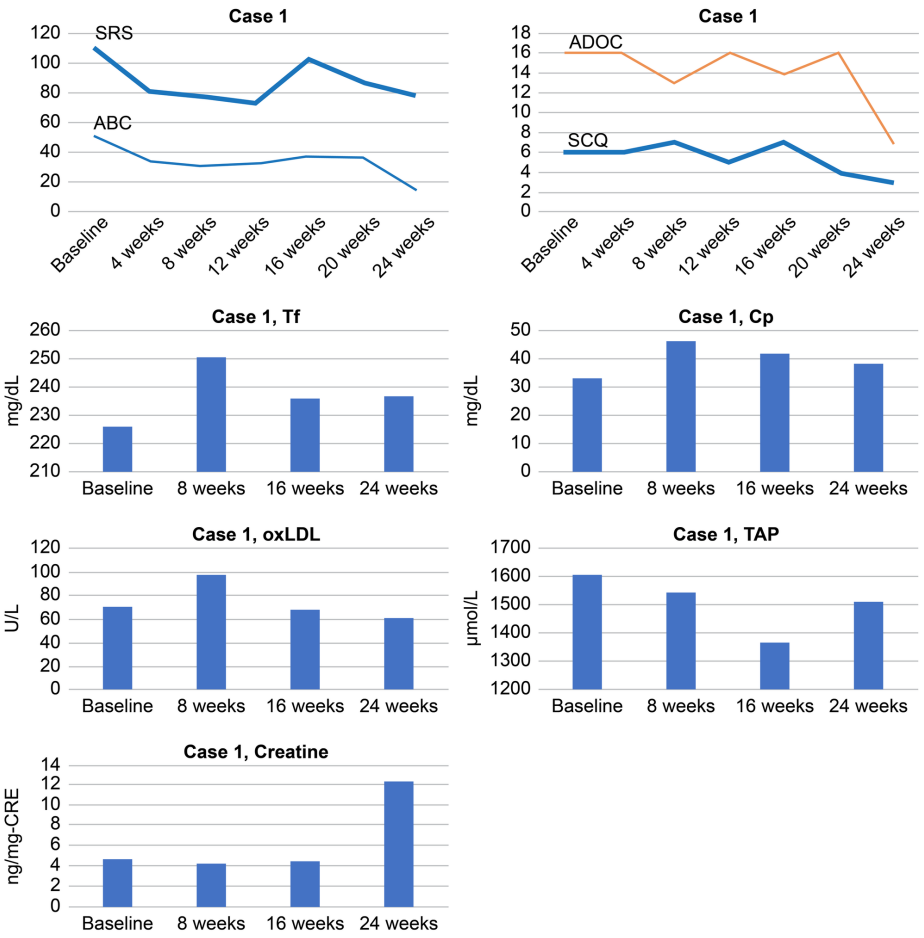 Case 1
120
100
80
60
40
20
0
SRS
ABC
Baseline
4 weeks
8 weeks
12 weeks
16 weeks
20 weeks
24 weeks
Case 1
18
16
14
12
10
8
6
4
2
0
ADOC
SCQ
Baseline
4 weeks
8 weeks
12 weeks
16 weeks
20 weeks
24 weeks
Case 1, Tf
mg/dL
260
250
240
230
220
210
Baseline 8 weeks 16 weeks 24 weeks
Case 1, Cp
mg/dL
50
40
30
20
10
0
Baseline 8 weeks 16 weeks 24 weeks
Case 1, oxLDL
U/L
120
100
80
60
40
20
0
Baseline 8 weeks 16 weeks 24 weeks
Case 1, TAP
μmol/L
1700
1600
1500
1400
1300
1200
Baseline 8 weeks 16 weeks 24 weeks
Case 1, Creatine
ng/mg-CRE
14
12
10
8
6
4
2
0
Baseline 8 weeks 16 weeks 24 weeks